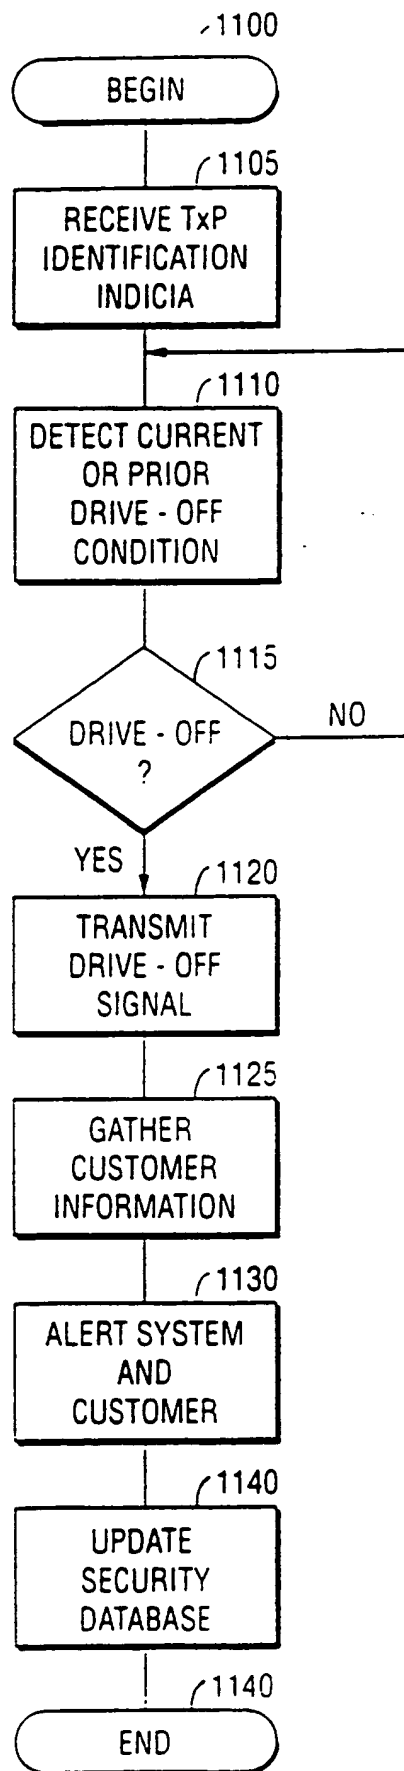 1100
BEGIN
1105
RECEIVE TxP
IDENTIFICATION
INDICIA
1110
DETECT CURRENT
OR PRIOR
DRIVE - OFF
CONDITION
1115
DRIVE - OFF
?
NO
YES
1120
TRANSMIT
DRIVE - OFF
SIGNAL
1125
GATHER
CUSTOMER
INFORMATION
1130
ALERT SYSTEM
AND
CUSTOMER
1140
UPDATE
SECURITY
DATABASE
1140
END